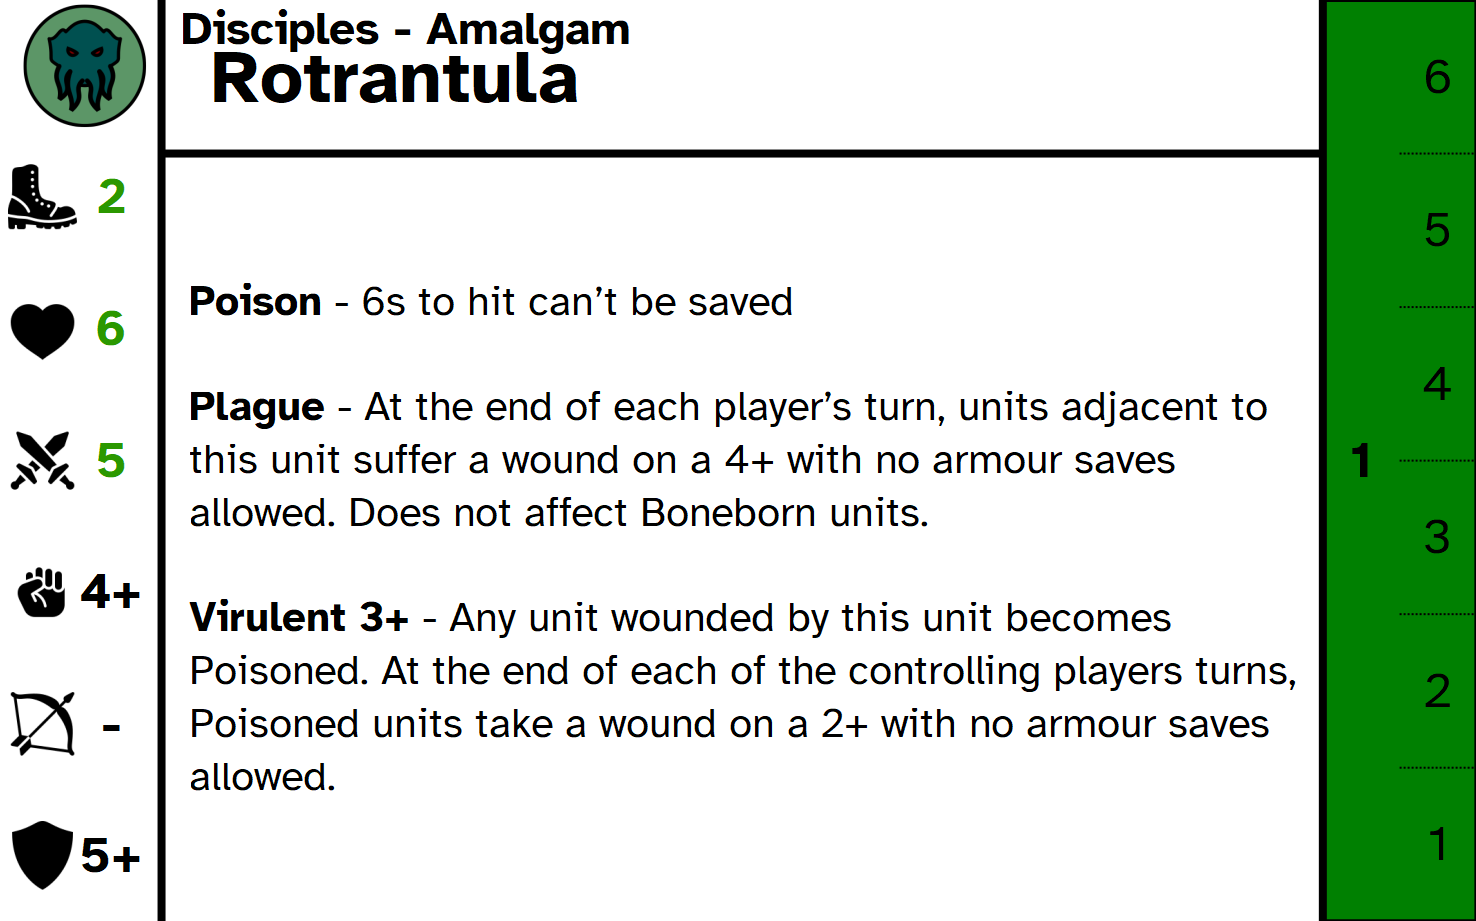 Disciples - Amalgam
Rotrantula
2
6
5
4+
-
5+
Poison - 6s to hit can’t be saved
Plague - At the end of each player’s turn, units adjacent to
this unit suffer a wound on a 4+ with no armour saves
allowed. Does not affect Boneborn units.
Virulent 3+ - Any unit wounded by this unit becomes
Poisoned. At the end of each of the controlling players turns,
Poisoned units take a wound on a 2+ with no armour saves
allowed.
1
6
5
4
3
2
1